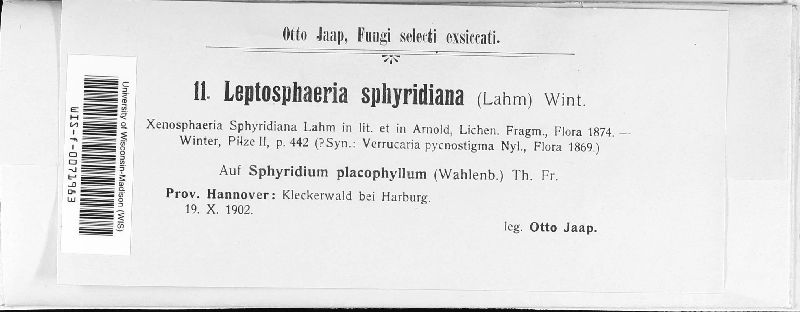 Otto Jaap, Fungi selecti exsiccati.
11. Leptosphaeria sphyridiana (Lahm) Wint.
Xenosphaeria Sphyridiana Lahm in lit. et in Arnold, Lichen. Fragm., Flora 1874. —
Winter, Pilze II, p. 442 (?Syn.: Verrucaria pycnostigma Nyl., Flora 1869.)
Auf Sphyridium placophyllum (Wahlenb.) Th. Fr.
Prov. Hannover: Kleckerwald bei Harburg.
19. X. 1902.
leg. Otto Jaap.
University of Wisconsin-Madison (WIS)
WIS-f-0071963